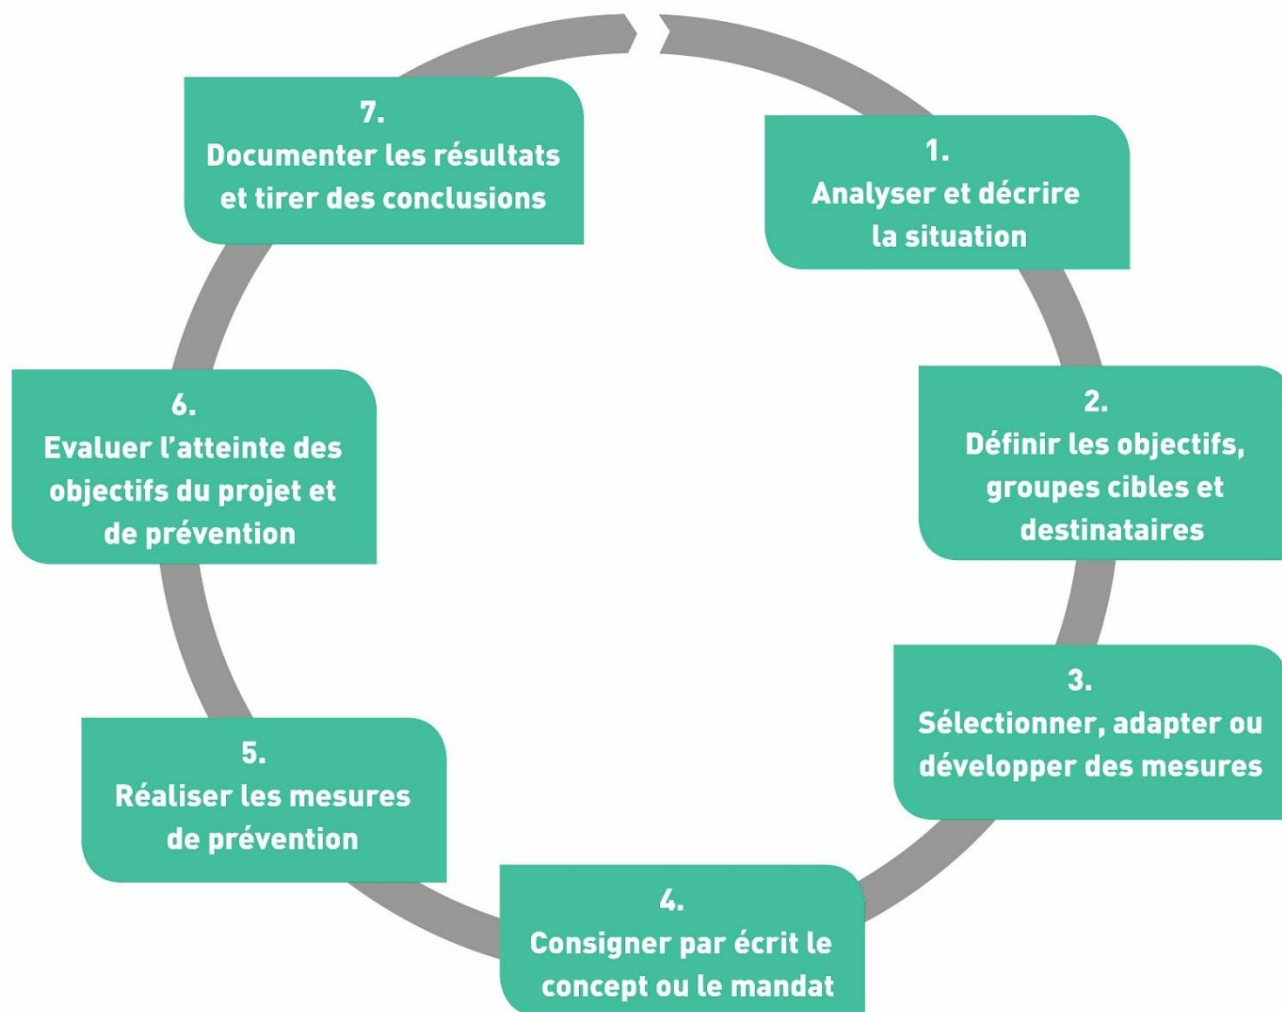 1.
Analyser et décrire
la situation
2.
Définir les objectifs,
groupes cibles et
destinataires
3.
Sélectionner, adapter ou
développer des mesures
4.
Consigner par écrit le
concept ou le mandat
5.
Réaliser les mesures
de prévention
6.
Evaluer l’atteinte des
objectifs du projet et
de prévention
7.
Documenter les résultats
et tirer des conclusions